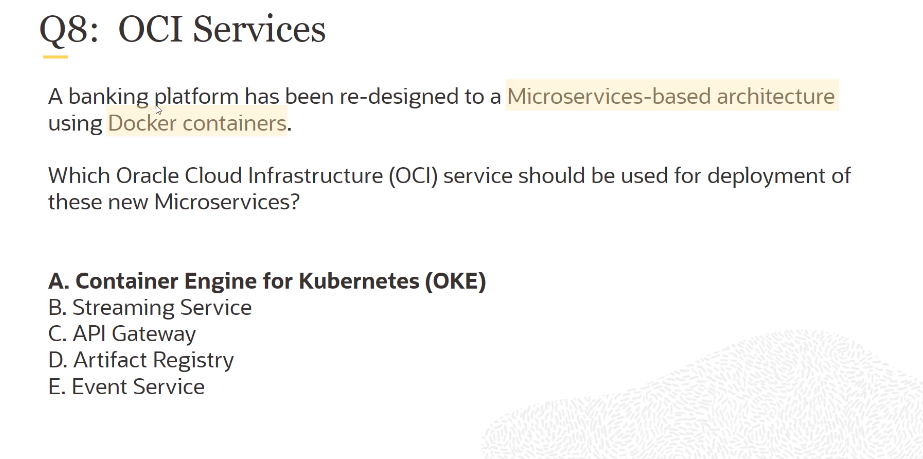 Q8: OCI Services
A banking platform has been re-designed to a Microservices-based architecture
using Docker containers.
Which Oracle Cloud Infrastructure (OCI) service should be used for deployment of
these new Microservices?
A. Container Engine for Kubernetes (OKE)
B. Streaming Service
C. API Gateway
D. Artifact Registry
E. Event Service